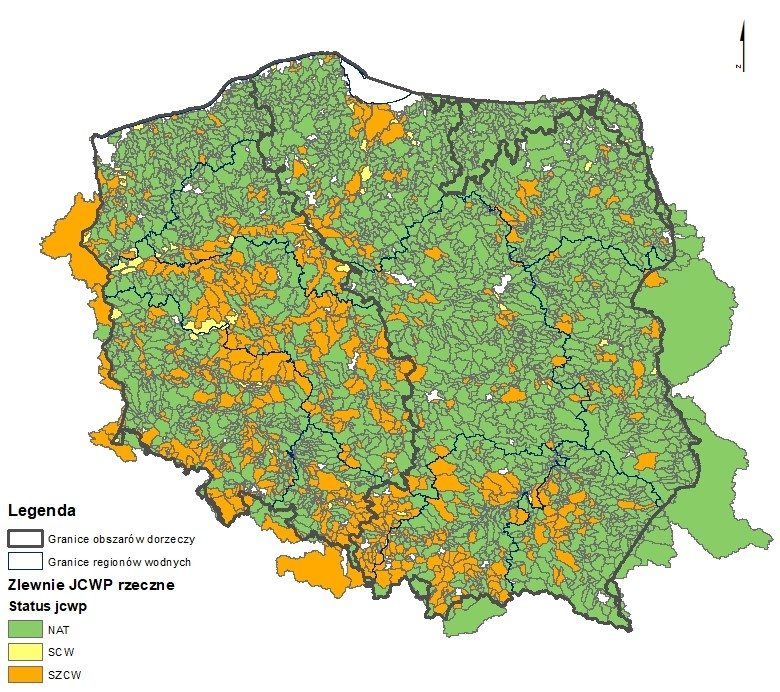 z
Legenda
Granice obszarów dorzeczy
Granice regionów wodnych
Zlewnie JCWP rzeczne
Status jcwp
NAT
SCW
SZCW